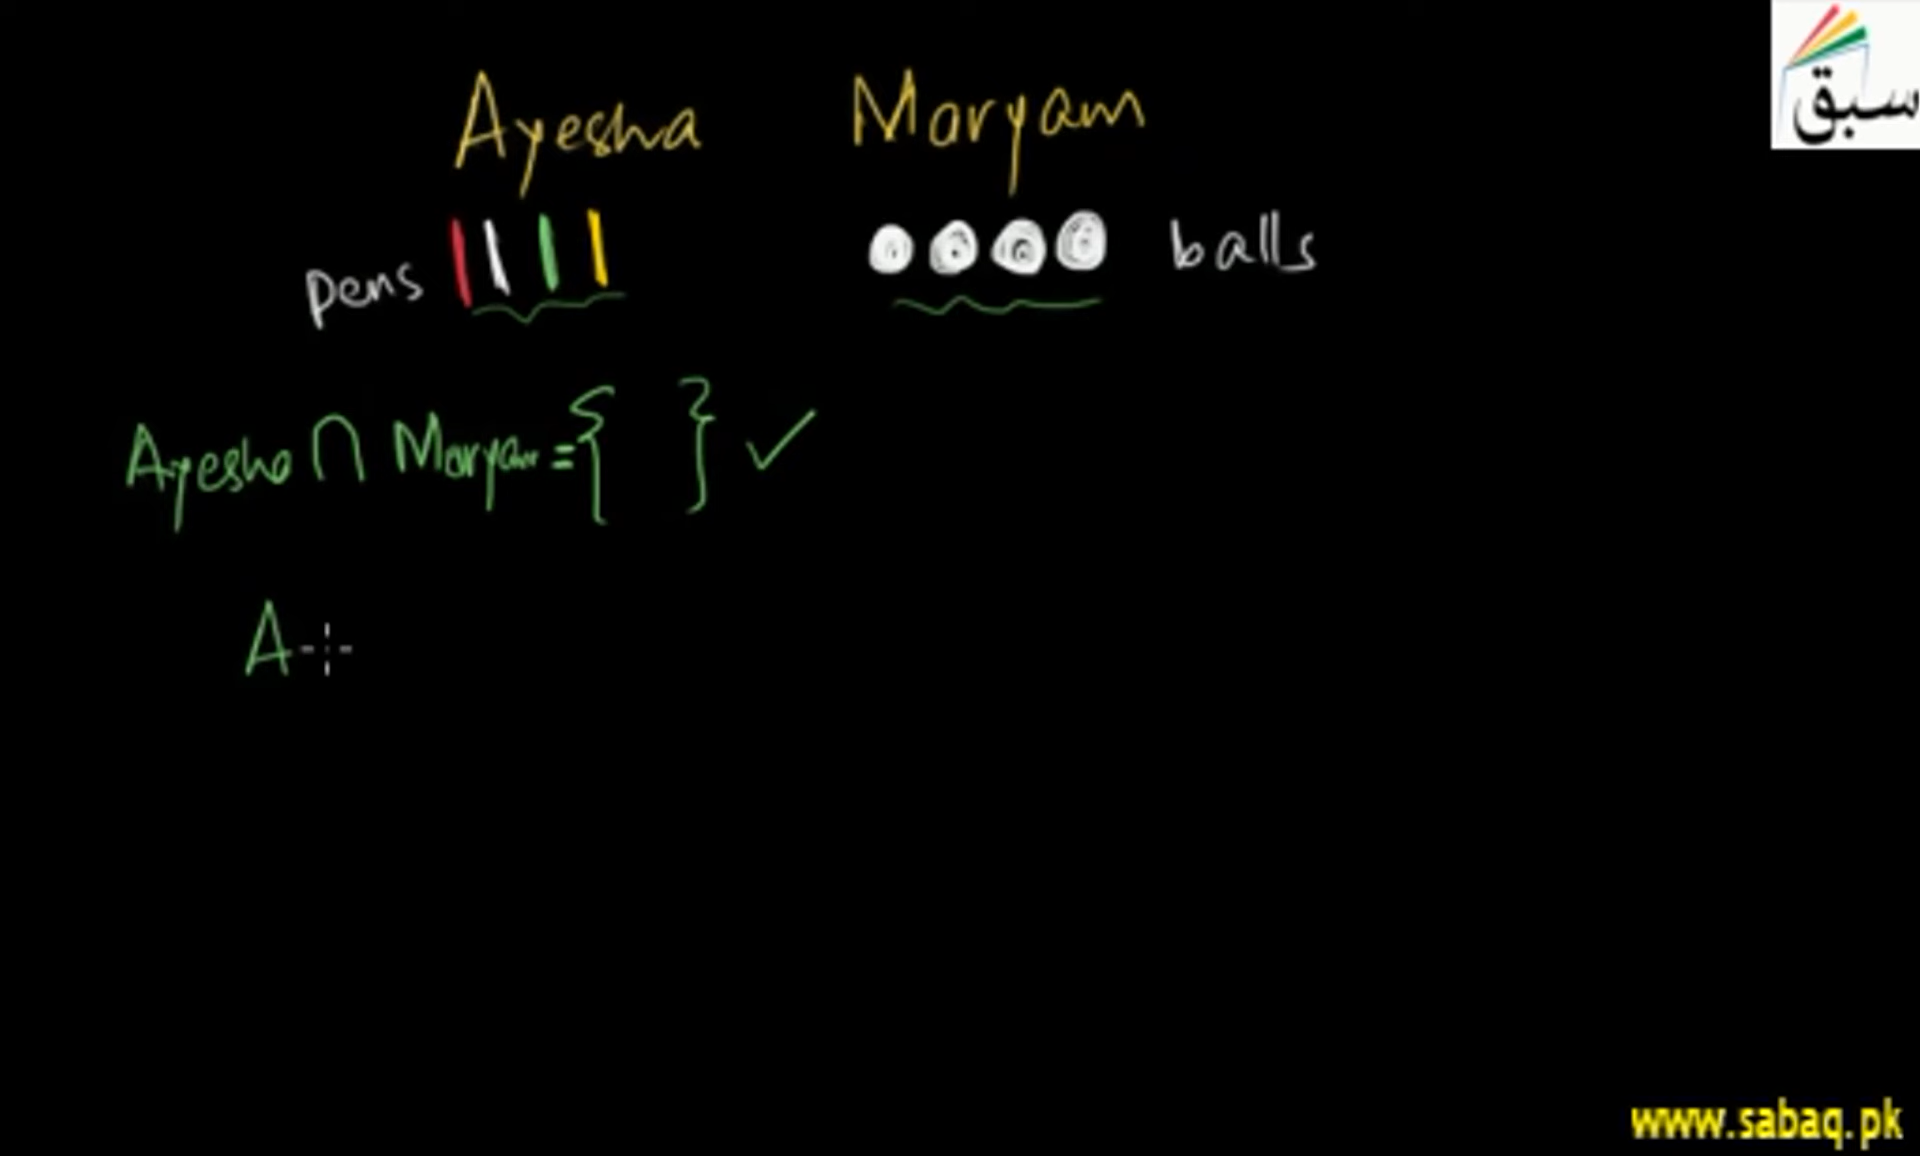 سبق
Ayesha Maryam
pens balls
Ayesha ∩ Maryam = { } ✓
A
www.sabaq.pk